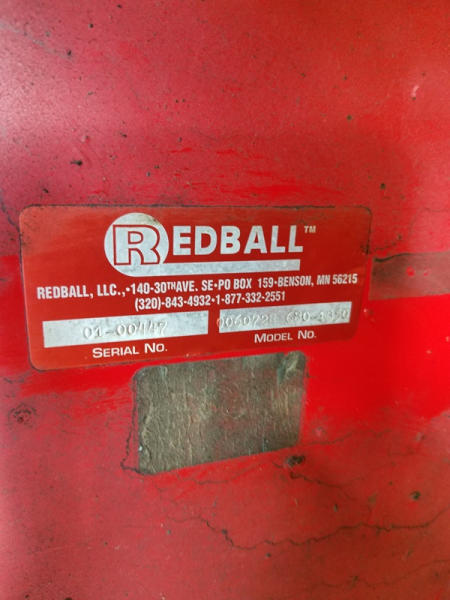 REDBALL™
REDBALL, LLC.,•140-30TH AVE. SE•PO BOX 159-BENSON, MN 56215
(320)-843-4932•1-877-332-2551
01-00447
SERIAL NO.
MODEL NO.